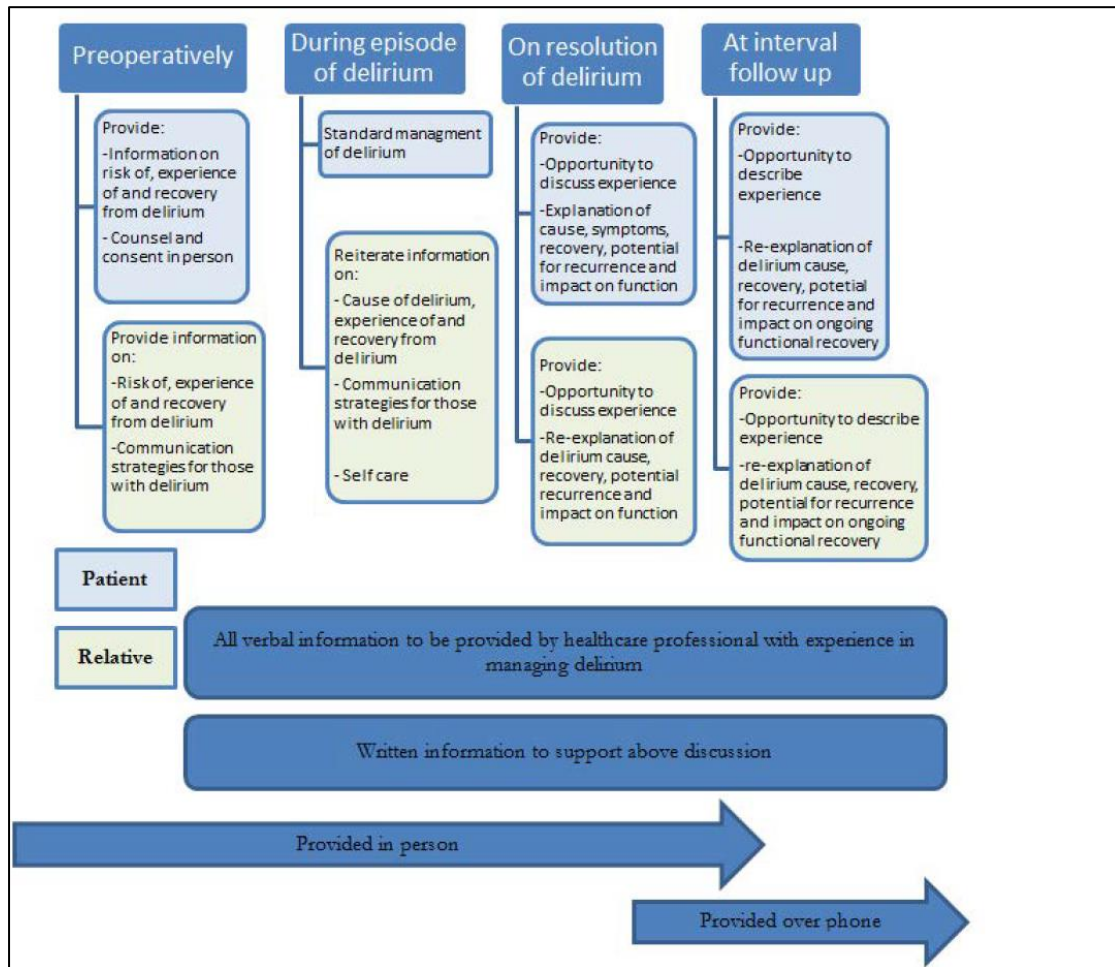 Preoperatively
Provide:
-Information on
risk of, experience
of and recovery
from delirium
- Counsel and
consent in person
Provide information
on:
-Risk of, experience
of and recovery
from delirium
-Communication
strategies for those
with delirium
During episode
of delirium
Standard managment
of delirium
Reiterate information
on:
- Cause of delirium,
experience of and
recovery from
delirium
- Communication
strategies for those
with delirium
- Self care
On resolution
of delirium
Provide:
-Opportunity to
discuss experience
-Explanation of
cause, symptoms,
recovery, potential
for recurrence and
impact on function
Provide:
-Opportunity to
discuss experience
-Re-explanation of
delirium cause,
recovery, potential
recurrence and
impact on function
At interval
follow up
Provide:
-Opportunity to
describe
experience
-Re-explanation of
delirium cause,
recovery, potetial
for recurrence and
impact on ongoing
functional recovery
Provide:
-Opportunity to describe
experience
-re-explanation of
delirium cause, recovery,
potential for recurrence
and impact on ongoing
functional recovery
Patient
Relative
All verbal information to be provided by healthcare professional with experience in
managing delirium
Written information to support above discussion
Provided in person
Provided over phone